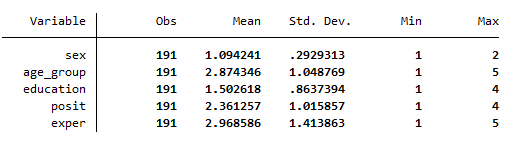 Variable Obs Mean Std. Dev. Min Max
sex 191 1.094241 .2929313 1 2
age_group 191 2.874346 1.048769 1 5
education 191 1.502618 .8637394 1 4
posit 191 2.361257 1.015857 1 4
exper 191 2.968586 1.413863 1 5